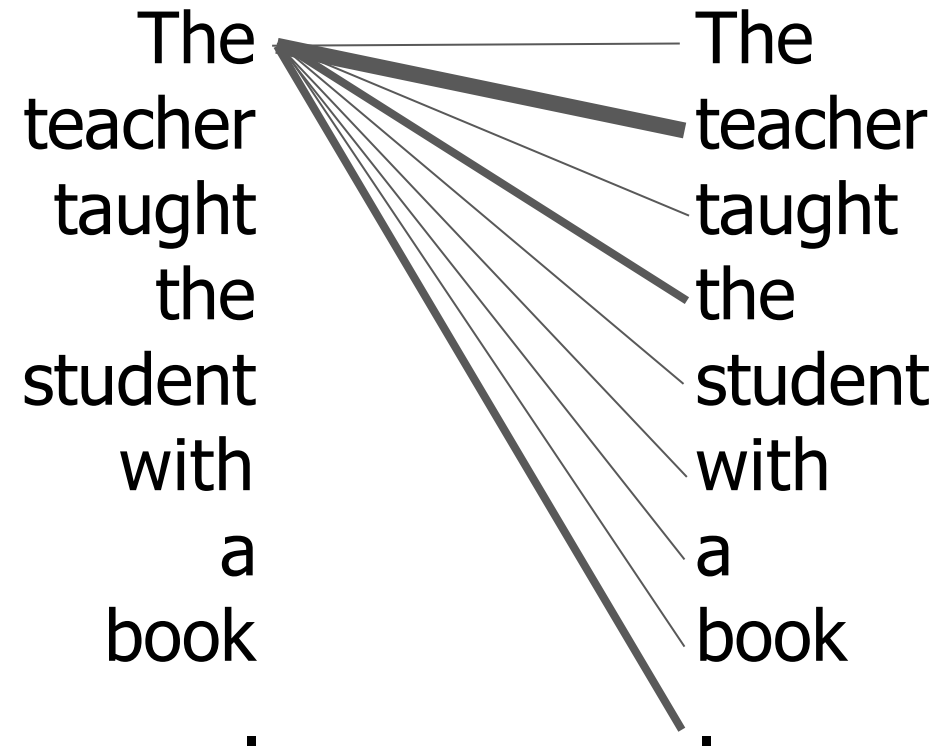 The
teacher
taught
the
student
with
a
book
.
The
teacher
taught
the
student
with
a
book
.